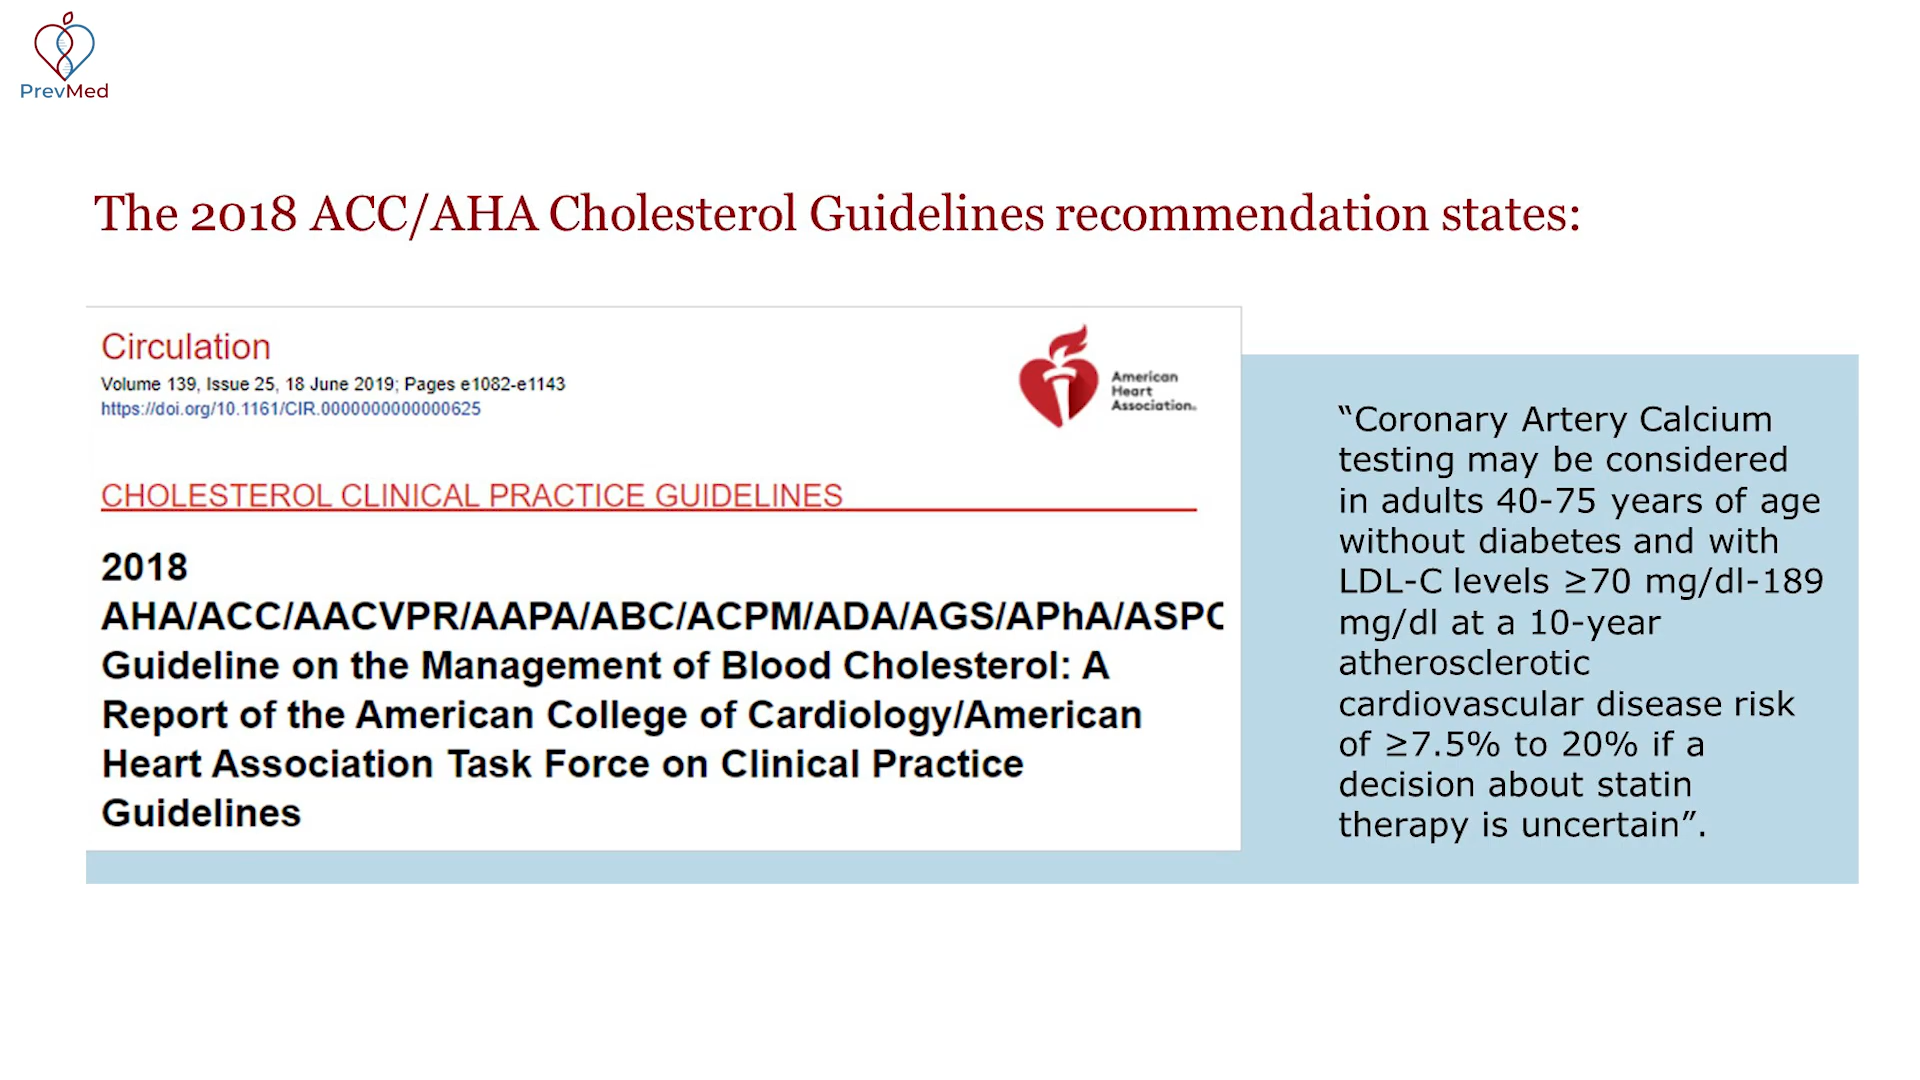 PrevMed
The 2018 ACC/AHA Cholesterol Guidelines recommendation states:
Circulation
Volume 139, Issue 25, 18 June 2019; Pages e1082-e1143
https://doi.org/10.1161/CIR.0000000000000625
American
Heart
Association.
CHOLESTEROL CLINICAL PRACTICE GUIDELINES
2018
AHA/ACC/AACVPR/AAPA/ABC/ACPM/ADA/AGS/APhA/ASPC
Guideline on the Management of Blood Cholesterol: A
Report of the American College of Cardiology/American
Heart Association Task Force on Clinical Practice
Guidelines
“Coronary Artery Calcium
testing may be considered
in adults 40-75 years of age
without diabetes and with
LDL-C levels ≥70 mg/dl-189
mg/dl at a 10-year
atherosclerotic
cardiovascular disease risk
of ≥7.5% to 20% if a
decision about statin
therapy is uncertain”.